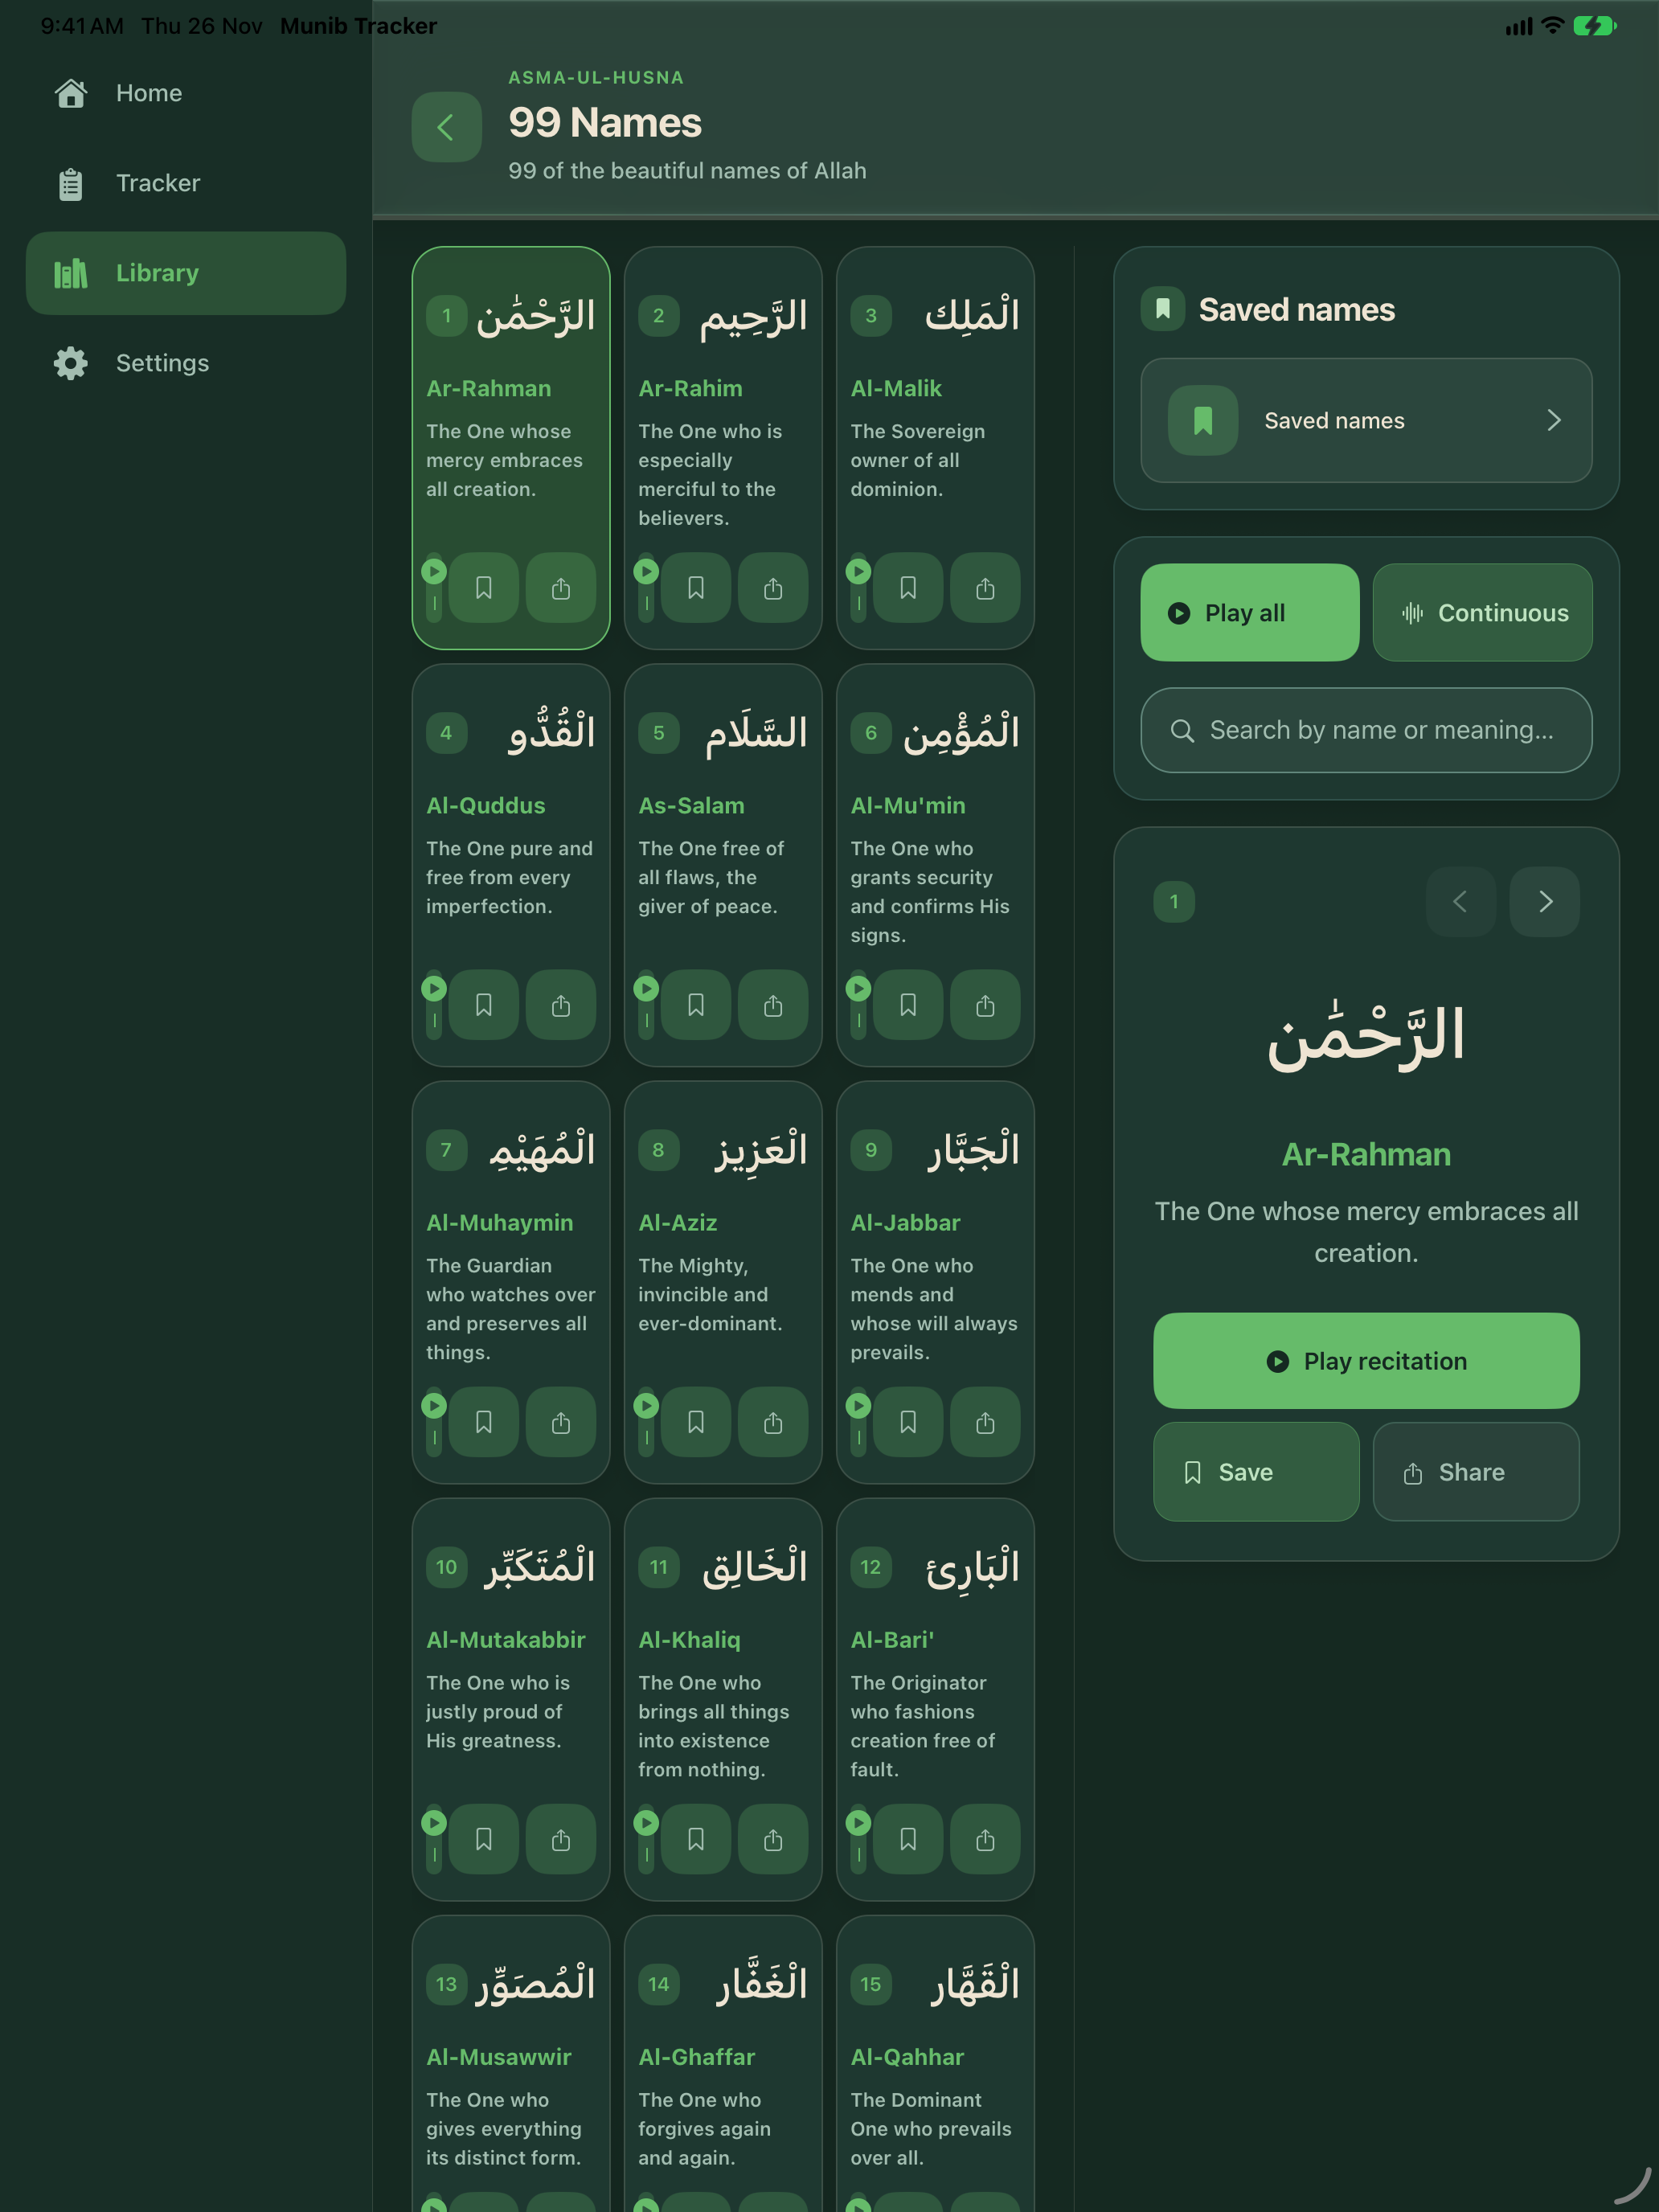 9:41 AM Thu 26 Nov Munib Tracker
Home
Tracker
Library
Settings
ASMA-UL-HUSNA
99 Names
99 of the beautiful names of Allah
1 الرَّحْمَٰن
Ar-Rahman
The One whose
mercy embraces
all creation.
2 الرَّحِيم
Ar-Rahim
The One who is
especially
merciful to the
believers.
3 الْمَلِك
Al-Malik
The Sovereign
owner of all
dominion.
4 الْقُدُّو
Al-Quddus
The One pure and
free from every
imperfection.
5 السَّلَام
As-Salam
The One free of
all flaws, the
giver of peace.
6 الْمُؤْمِن
Al-Mu'min
The One who
grants security
and confirms His
signs.
7 الْمُهَيْمِ
Al-Muhaymin
The Guardian
who watches over
and preserves all
things.
8 الْعَزِيز
Al-Aziz
The Mighty,
invincible and
ever-dominant.
9 الْجَبَّار
Al-Jabbar
The One who
mends and
whose will always
prevails.
10 الْمُتَكَبِّر
Al-Mutakabbir
The One who is
justly proud of
His greatness.
11 الْخَالِق
Al-Khaliq
The One who
brings all things
into existence
from nothing.
12 الْبَارِئ
Al-Bari'
The Originator
who fashions
creation free of
fault.
13 الْمُصَوِّر
Al-Musawwir
The One who
gives everything
its distinct form.
14 الْغَفَّار
Al-Ghaffar
The One who
forgives again
and again.
15 الْقَهَّار
Al-Qahhar
The Dominant
One who prevails
over all.
Saved names
Saved names
Play all
Continuous
Search by name or meaning...
1
الرَّحْمَٰن
Ar-Rahman
The One whose mercy embraces all
creation.
Play recitation
Save
Share